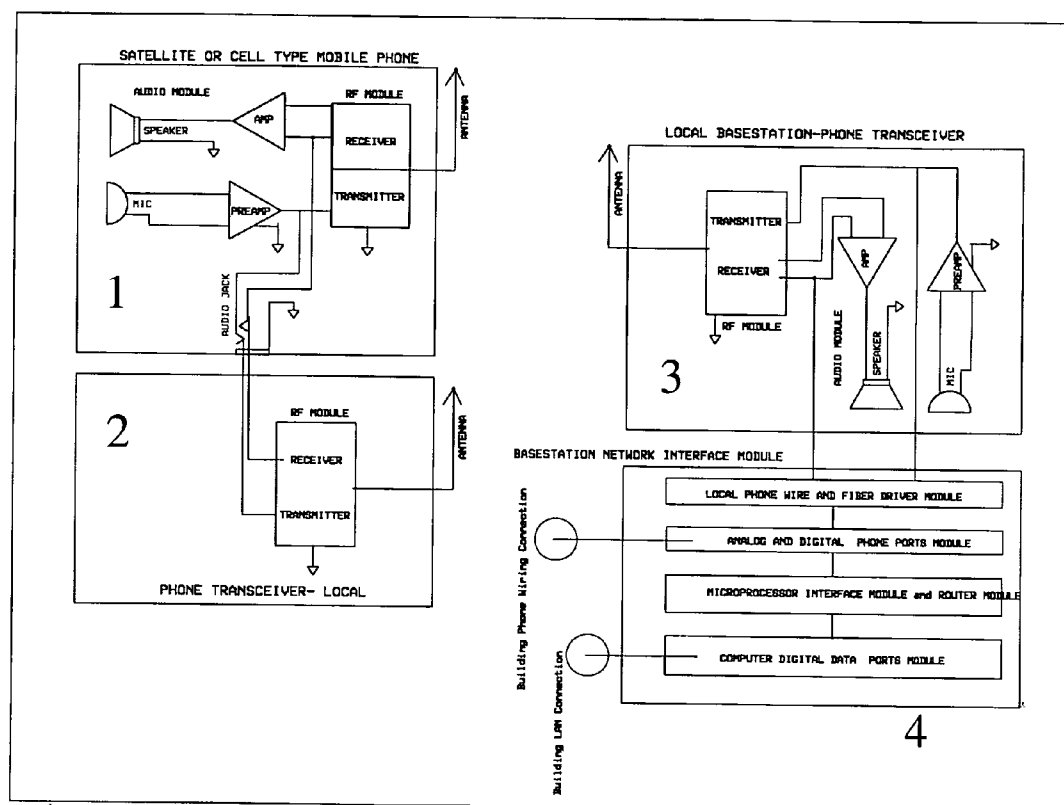 SATELLITE OR CELL TYPE MOBILE PHONE
AUDIO MODULE
RF MODULE
AMP
SPEAKER
RECEIVER
ANTENNA
MIC
PREAMP
TRANSMITTER
1
AUDIO JACK
2
RF MODULE
RECEIVER
TRANSMITTER
ANTENNA
PHONE TRANSCEIVER- LOCAL
LOCAL BASESTATION-PHONE TRANSCEIVER
ANTENNA
TRANSMITTER
RECEIVER
RF MODULE
AMP
PREAMP
AUDIO MODULE
SPEAKER
MIC
3
BASESTATION NETWORK INTERFACE MODULE
LOCAL PHONE WIRE AND FIBER DRIVER MODULE
ANALOG AND DIGITAL PHONE PORTS MODULE
MICROPROCESSOR INTERFACE MODULE and ROUTER MODULE
COMPUTER DIGITAL DATA PORTS MODULE
Building Phone Wiring Connection
Building LAN Connection
4